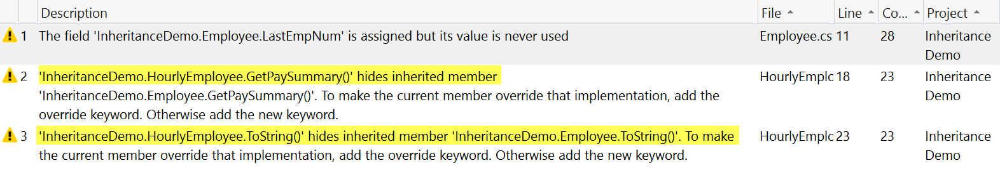 Description File Line Co... Project
1 The field 'InheritanceDemo.Employee.LastEmpNum' is assigned but its value is never used Employee.cs 11 28 Inheritance
Demo
2 'InheritanceDemo.HourlyEmployee.GetPaySummary()' hides inherited member HourlyEmplc 18 23 Inheritance
'InheritanceDemo.Employee.GetPaySummary()'. To make the current member override that implementation, add the Demo
override keyword. Otherwise add the new keyword.
3 'InheritanceDemo.HourlyEmployee.ToString()' hides inherited member 'InheritanceDemo.Employee.ToString()'. To make HourlyEmplc 23 23 Inheritance
the current member override that implementation, add the override keyword. Otherwise add the new keyword. Demo